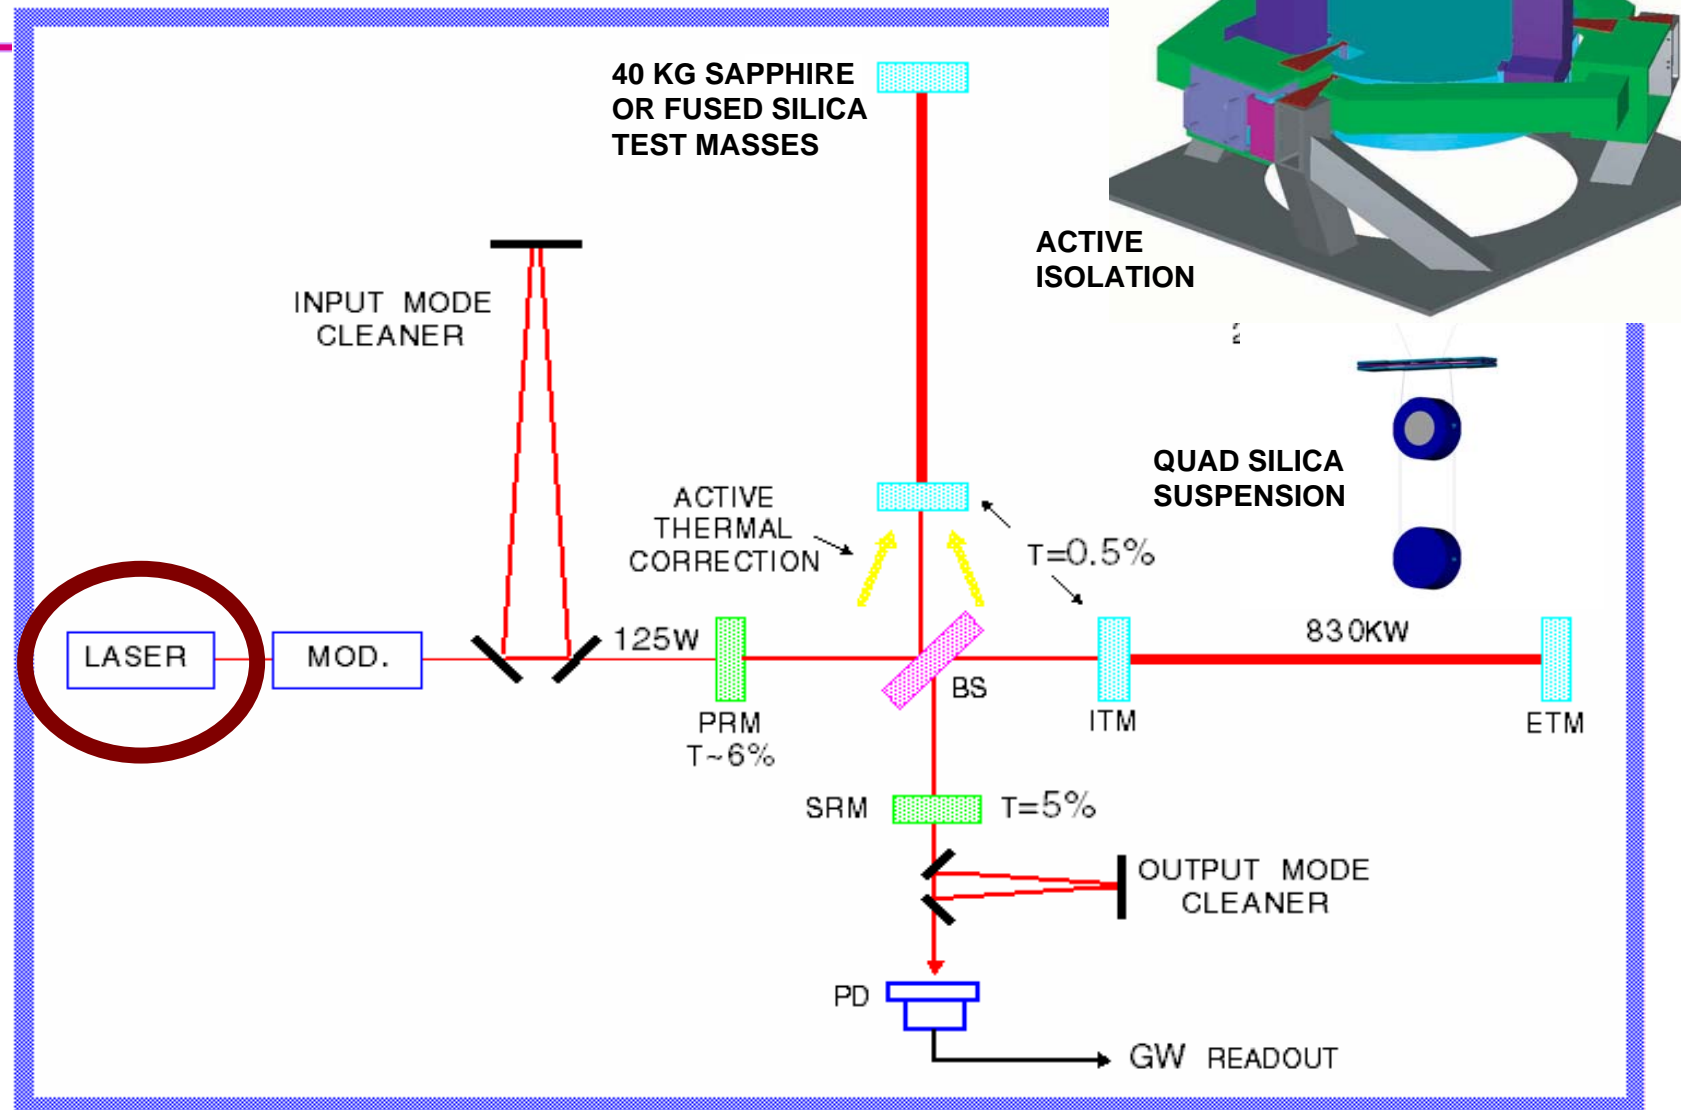 40 KG SAPPHIRE
OR FUSED SILICA
TEST MASSES
ACTIVE
ISOLATION
INPUT MODE
CLEANER
QUAD SILICA
SUSPENSION
ACTIVE
THERMAL
CORRECTION
T=0.5%
LASER
MOD.
125W
830KW
BS
PRM
T~6%
ITM
ETM
SRM
T=5%
OUTPUT MODE
CLEANER
PD
GW READOUT